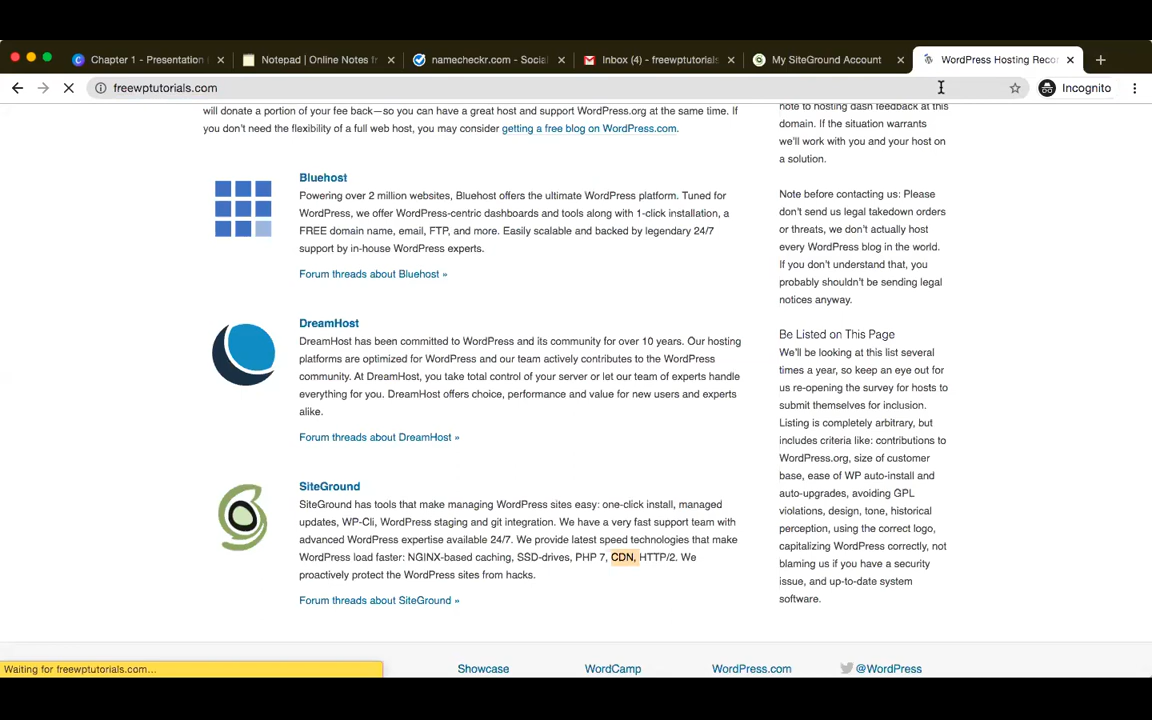 Chapter 1 - Presentation
Notepad | Online Notes f
namecheckr.com - Socia
Inbox (4) - freewptutorials
My SiteGround Account
WordPress Hosting Reco
freewptutorials.com
Incognito
will donate a portion of your fee back—so you can have a great host and support WordPress.org at the same time. If
you don't need the flexibility of a full web host, you may consider getting a free blog on WordPress.com.
Bluehost
Powering over 2 million websites, Bluehost offers the ultimate WordPress platform. Tuned for
WordPress, we offer WordPress-centric dashboards and tools along with 1-click installation, a
FREE domain name, email, FTP, and more. Easily scalable and backed by legendary 24/7
support by in-house WordPress experts.
Forum threads about Bluehost »
DreamHost
DreamHost has been committed to WordPress and its community for over 10 years. Our hosting
platforms are optimized for WordPress and our team actively contributes to the WordPress
community. At DreamHost, you take total control of your server or let our team of experts handle
everything for you. DreamHost offers choice, performance and value for new users and experts
alike.
Forum threads about DreamHost »
SiteGround
SiteGround has tools that make managing WordPress sites easy: one-click install, managed
updates, WP-Cli, WordPress staging and git integration. We have a very fast support team with
advanced WordPress expertise available 24/7. We provide latest speed technologies that make
WordPress load faster: NGINX-based caching, SSD-drives, PHP 7, CDN, HTTP/2. We
proactively protect the WordPress sites from hacks.
Forum threads about SiteGround »
note to hosting dash feedback at this
domain. If the situation warrants
we'll work with you and your host on
a solution.
Note before contacting us: Please
don't send us legal takedown orders
or threats, we don't actually host
every WordPress blog in the world.
If you don't understand that, you
probably shouldn't be sending legal
notices anyway.
Be Listed on This Page
We'll be looking at this list several
times a year, so keep an eye out for
us re-opening the survey for hosts to
submit themselves for inclusion.
Listing is completely arbitrary, but
includes criteria like: contributions to
WordPress.org, size of customer
base, ease of WP auto-install and
auto-upgrades, avoiding GPL
violations, design, tone, historical
perception, using the correct logo,
capitalizing WordPress correctly, not
blaming us if you have a security
issue, and up-to-date system
software.
Waiting for freewptutorials.com...
Showcase
WordCamp
WordPress.com
@WordPress